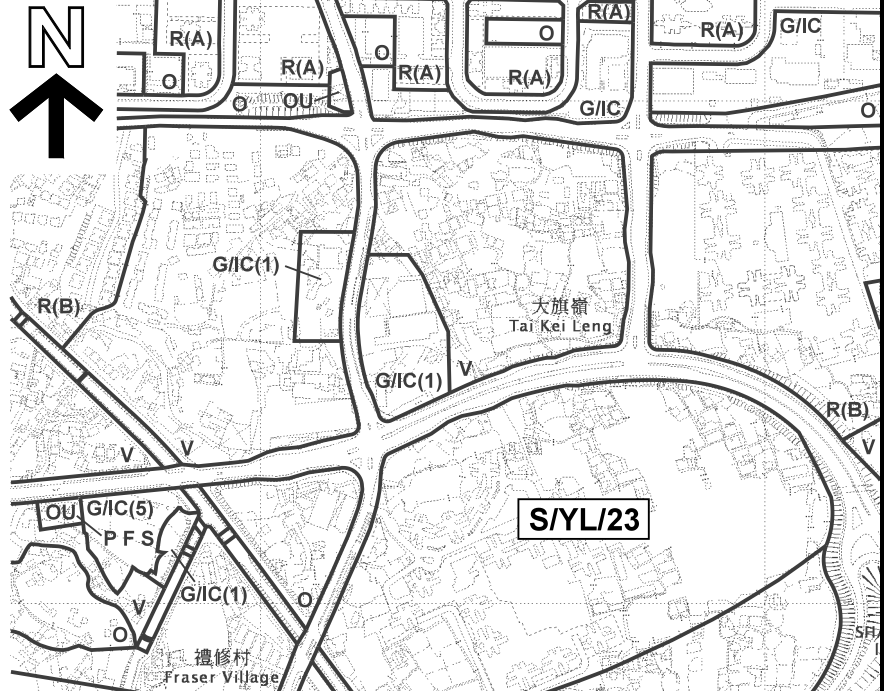 N
R(A)
R(A)
G/IC
R(A)
O
R(A)
O
R(A)
R(A)
O
O
OU
G/IC
O
G/IC(1)
大旗嶺
Tai Kei Leng
R(B)
G/IC(1)
V
R(B)
V
V
V
OU
G/IC(5)
S/YL/23
P F S
G/IC(1)
O
V
O
禮修村
Fraser Village